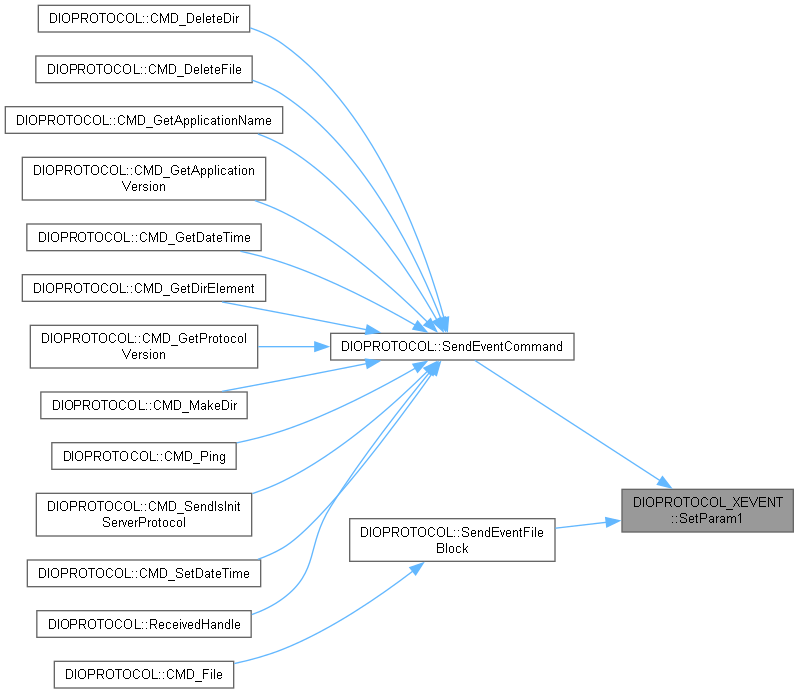 DIOPROTOCOL::CMD_DeleteDir
DIOPROTOCOL::CMD_DeleteFile
DIOPROTOCOL::CMD_GetApplicationName
DIOPROTOCOL::CMD_GetApplication
Version
DIOPROTOCOL::CMD_GetDateTime
DIOPROTOCOL::CMD_GetDirElement
DIOPROTOCOL::CMD_GetProtocol
Version
DIOPROTOCOL::CMD_MakeDir
DIOPROTOCOL::CMD_Ping
DIOPROTOCOL::CMD_SendIsInit
ServerProtocol
DIOPROTOCOL::CMD_SetDateTime
DIOPROTOCOL::ReceivedHandle
DIOPROTOCOL::CMD_File
DIOPROTOCOL::SendEventCommand
DIOPROTOCOL::SendEventFile
Block
DIOPROTOCOL_XEVENT
::SetParam1